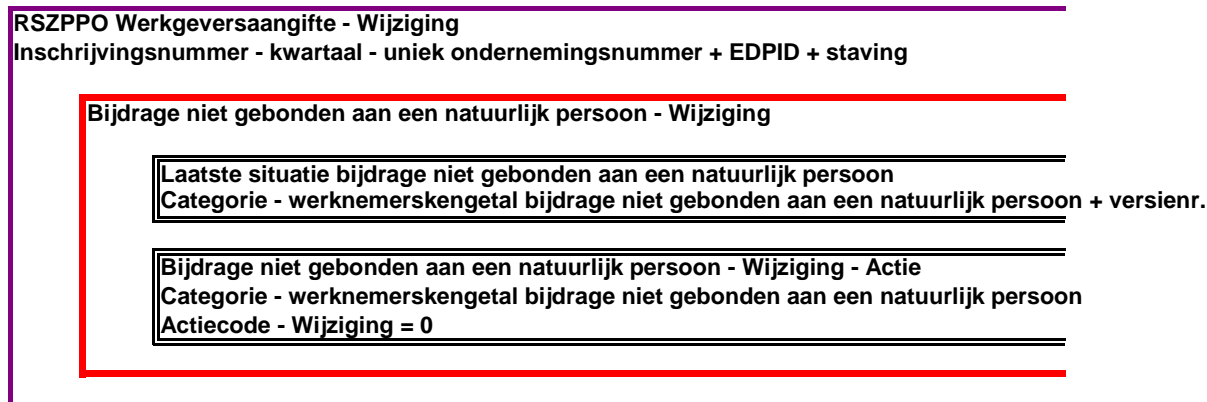 RSZPPO Werkgeversaangifte - Wijziging
Inschrijvingsnummer - kwartaal - uniek ondernemingsnummer + EDPID + staving
Bijdrage niet gebonden aan een natuurlijk persoon - Wijziging
Laatste situatie bijdrage niet gebonden aan een natuurlijk persoon
Categorie - werknemerskengetal bijdrage niet gebonden aan een natuurlijk persoon + versienr.
Bijdrage niet gebonden aan een natuurlijk persoon - Wijziging - Actie
Categorie - werknemerskengetal bijdrage niet gebonden aan een natuurlijk persoon
Actiecode - Wijziging = 0